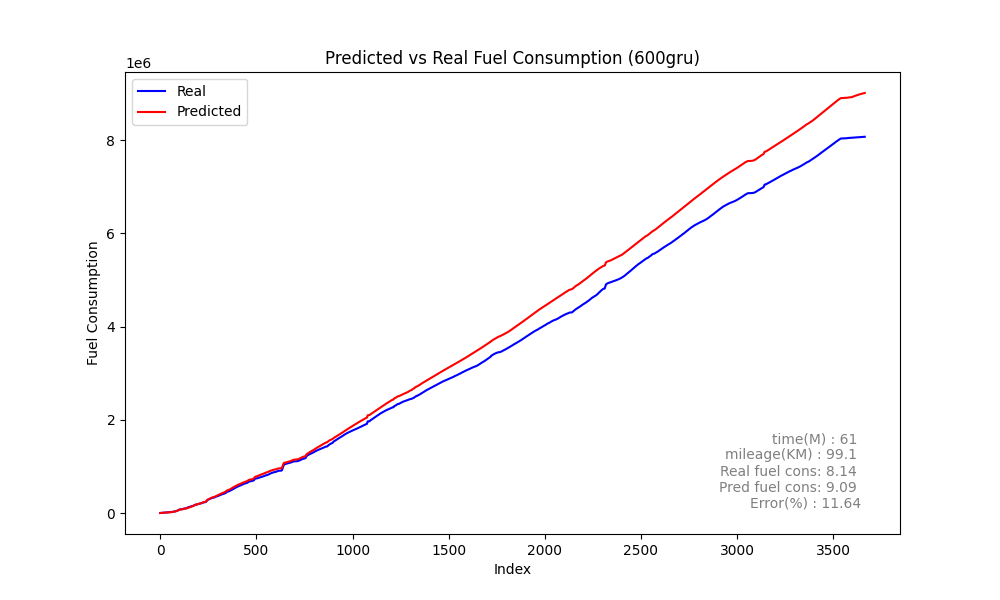 Predicted vs Real Fuel Consumption (600gru)
1e6
Real
Predicted
8
6
4
2
0
Fuel Consumption
time(M) : 61
mileage(KM) : 99.1
Real fuel cons: 8.14
Pred fuel cons: 9.09
Error(%) : 11.64
0 500 1000 1500 2000 2500 3000 3500
Index